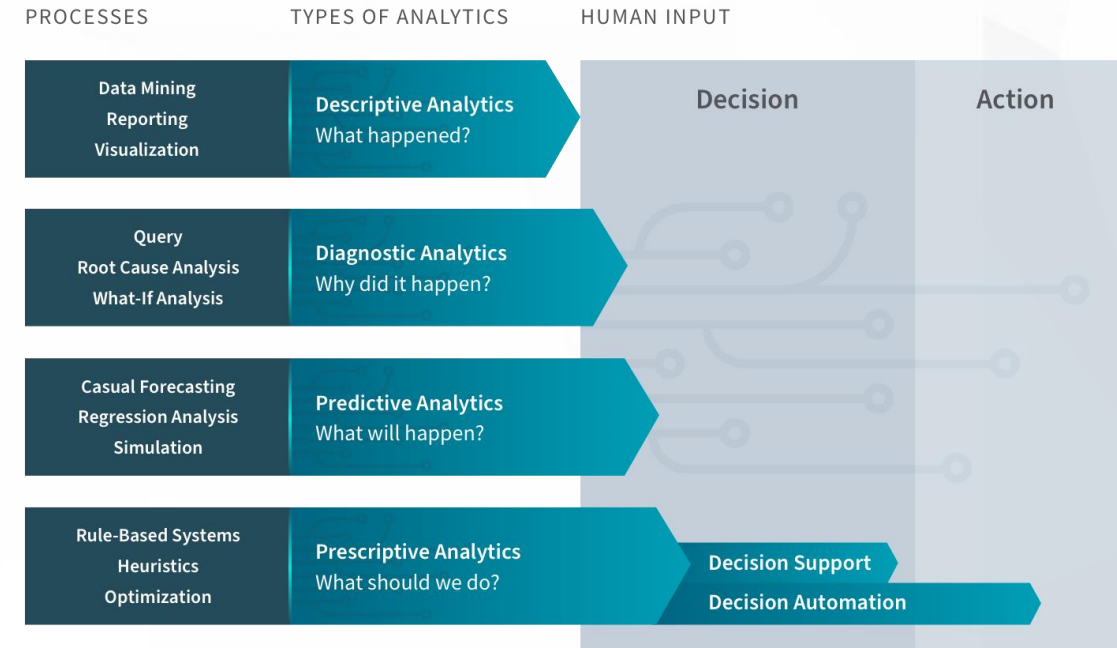 PROCESSES
TYPES OF ANALYTICS
HUMAN INPUT
Data Mining
Reporting
Visualization
Descriptive Analytics
What happened?
Decision
Action
Query
Root Cause Analysis
What-If Analysis
Diagnostic Analytics
Why did it happen?
Casual Forecasting
Regression Analysis
Simulation
Predictive Analytics
What will happen?
Rule-Based Systems
Heuristics
Optimization
Prescriptive Analytics
What should we do?
Decision Support
Decision Automation